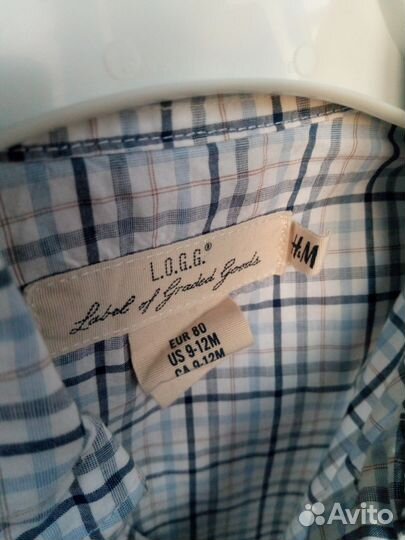 L.O.G.G.®
Label of Graded Goods
H&M
EUR 80
US 9-12M
CA 9-12M
Avito